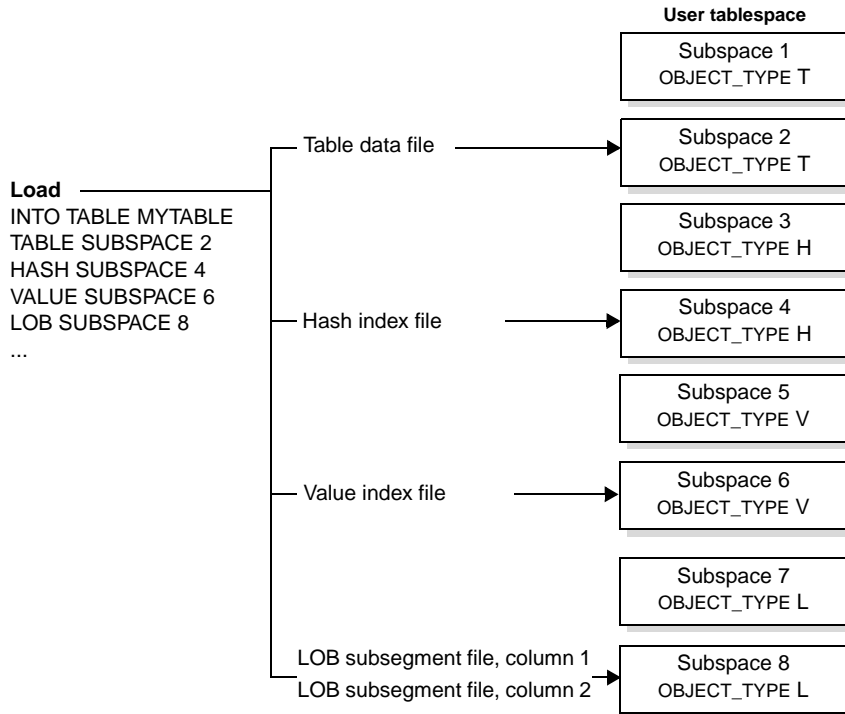 User tablespace
Subspace 1
OBJECT_TYPE T
Table data file
Subspace 2
OBJECT_TYPE T
Load
INTO TABLE MYTABLE
TABLE SUBSPACE 2
HASH SUBSPACE 4
VALUE SUBSPACE 6
LOB SUBSPACE 8
...
Subspace 3
OBJECT_TYPE H
Hash index file
Subspace 4
OBJECT_TYPE H
Subspace 5
OBJECT_TYPE V
Value index file
Subspace 6
OBJECT_TYPE V
Subspace 7
OBJECT_TYPE L
LOB subsegment file, column 1
LOB subsegment file, column 2
Subspace 8
OBJECT_TYPE L